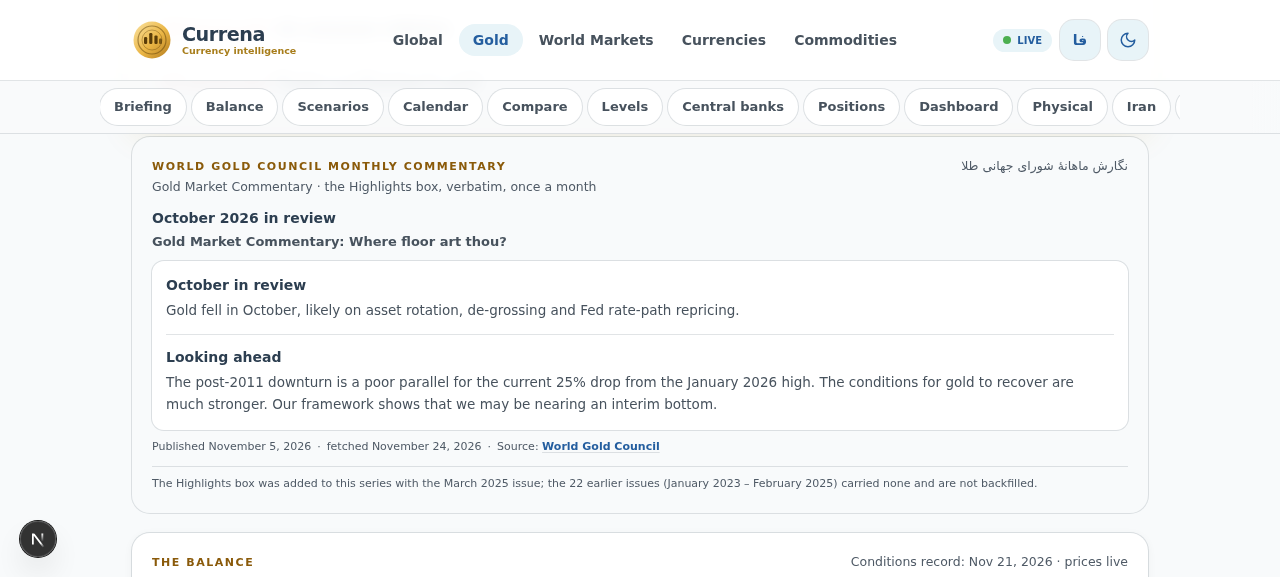 Currena
Currency intelligence
Global Gold World Markets Currencies Commodities
LIVE
فا
Briefing Balance Scenarios Calendar Compare Levels Central banks Positions Dashboard Physical Iran
WORLD GOLD COUNCIL MONTHLY COMMENTARY
نگارش ماهانهٔ شورای جهانی طلا
Gold Market Commentary · the Highlights box, verbatim, once a month
October 2026 in review
Gold Market Commentary: Where floor art thou?
October in review
Gold fell in October, likely on asset rotation, de-grossing and Fed rate-path repricing.
Looking ahead
The post-2011 downturn is a poor parallel for the current 25% drop from the January 2026 high. The conditions for gold to recover are
much stronger. Our framework shows that we may be nearing an interim bottom.
Published November 5, 2026 · fetched November 24, 2026 · Source: World Gold Council
The Highlights box was added to this series with the March 2025 issue; the 22 earlier issues (January 2023 – February 2025) carried none and are not backfilled.
N
THE BALANCE
Conditions record: Nov 21, 2026 · prices live